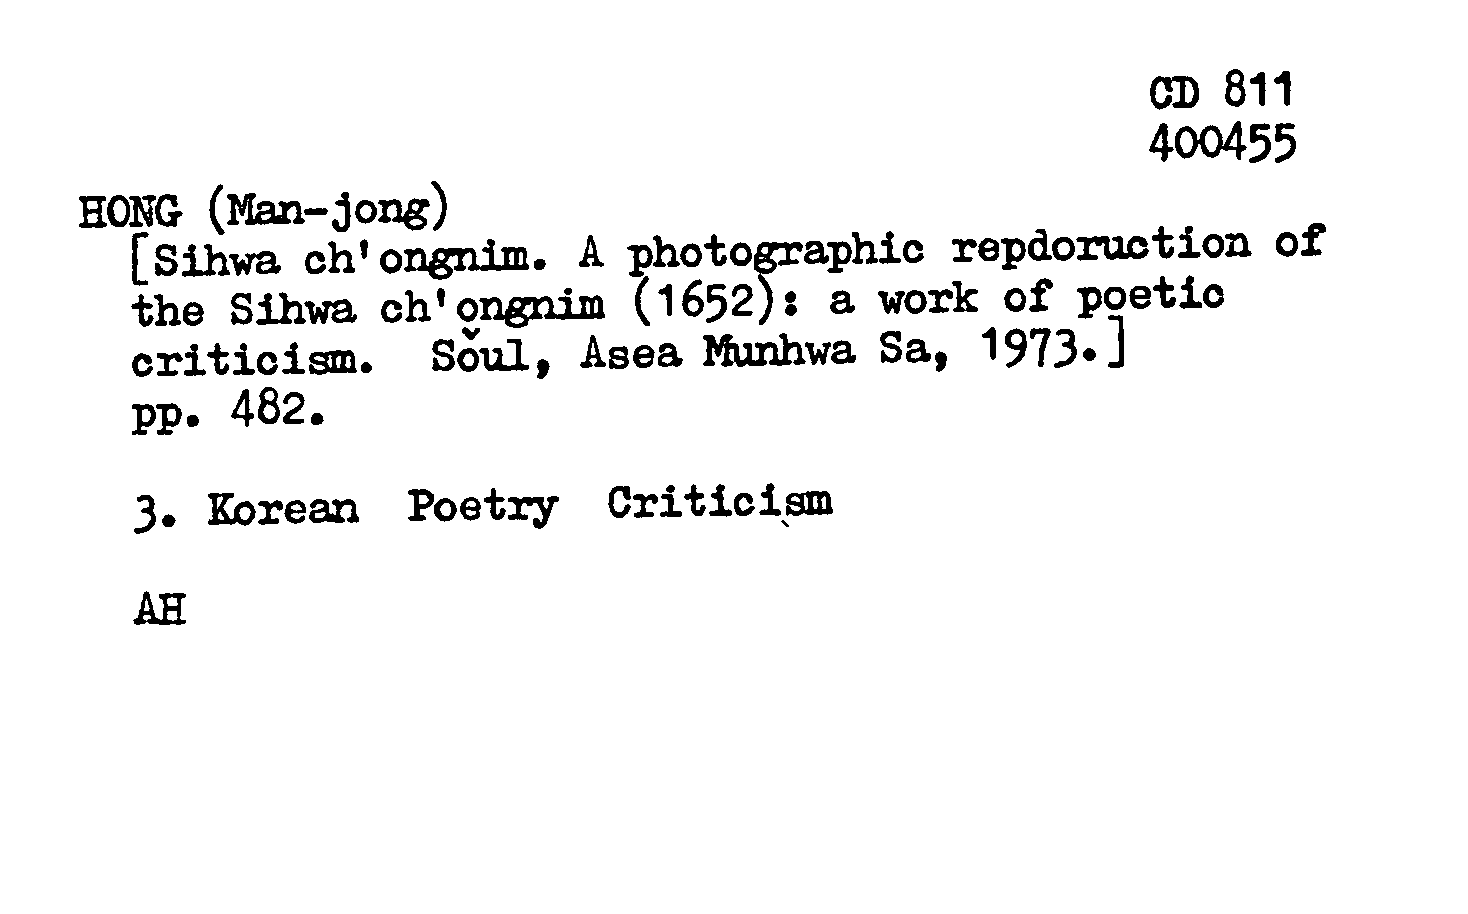 CD 811
400455
HONG (Man-jong)
[Sihwa ch'ongnim. A photographic repdoruction of
the Sihwa ch'ongnim (1652): a work of poetic
criticism. Sŏul, Asea Munhwa Sa, 1973.]
pp. 482.
3. Korean Poetry Criticism
AH